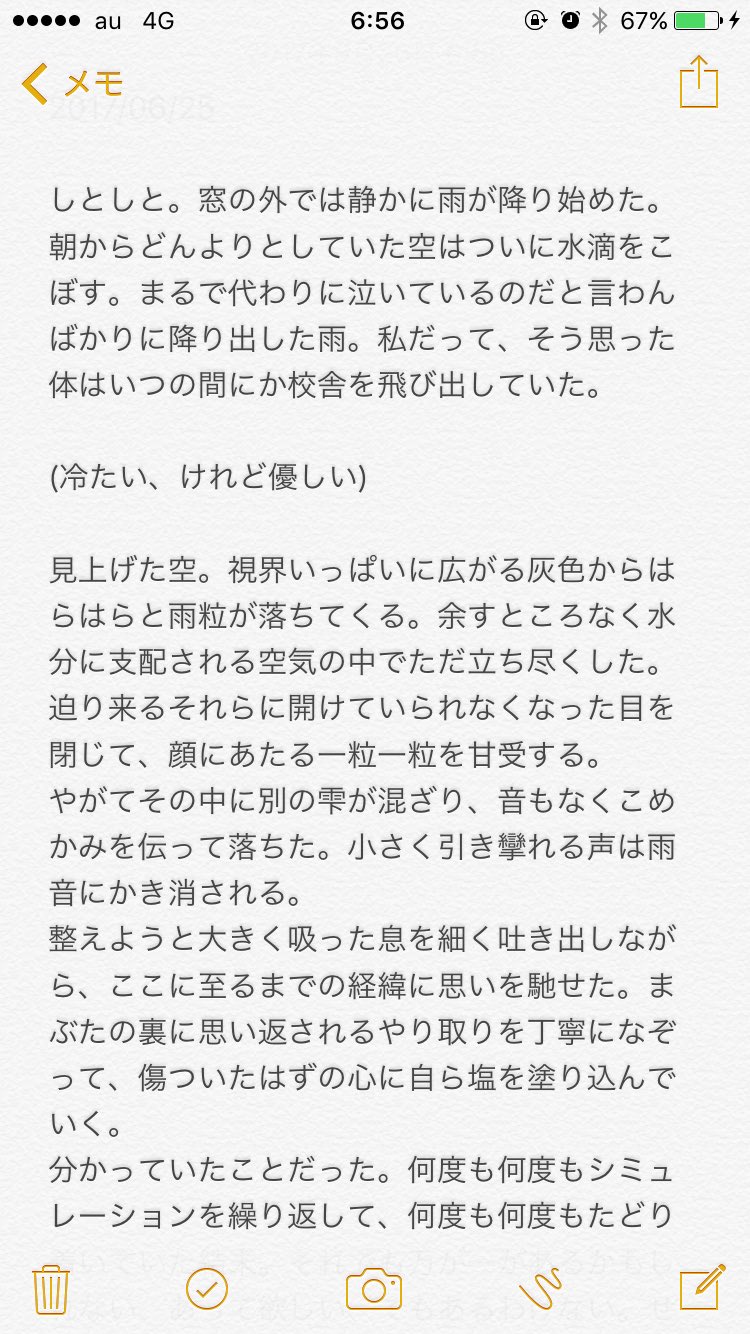 au 4G 6:56 67%
メモ
2017/06/25
しとしと。窓の外では静かに雨が降り始めた。
朝からどんよりとしていた空はついに水滴をこ
ぼす。まるで代わりに泣いているのだと言わん
ばかりに降り出した雨。私だって、そう思った
体はいつの間にか校舎を飛び出していた。
(冷たい、けれど優しい)
見上げた空。視界いっぱいに広がる灰色からは
らはらと雨粒が落ちてくる。余すところなく水
分に支配される空気の中でただ立ち尽くした。
迫り来るそれらに開けていられなくなった目を
閉じて、顔にあたる一粒一粒を甘受する。
やがてその中に別の雫が混ざり、音もなくこめ
かみを伝って落ちた。小さく引き攣れる声は雨
音にかき消される。
整えようと大きく吸った息を細く吐き出しなが
ら、ここに至るまでの経緯に思いを馳せた。ま
ぶたの裏に思い返されるやり取りを丁寧になぞ
って、傷ついたはずの心に自ら塩を塗り込んで
いく。
分かっていたことだった。何度も何度もシミュ
レーションを繰り返して、何度も何度もたどり